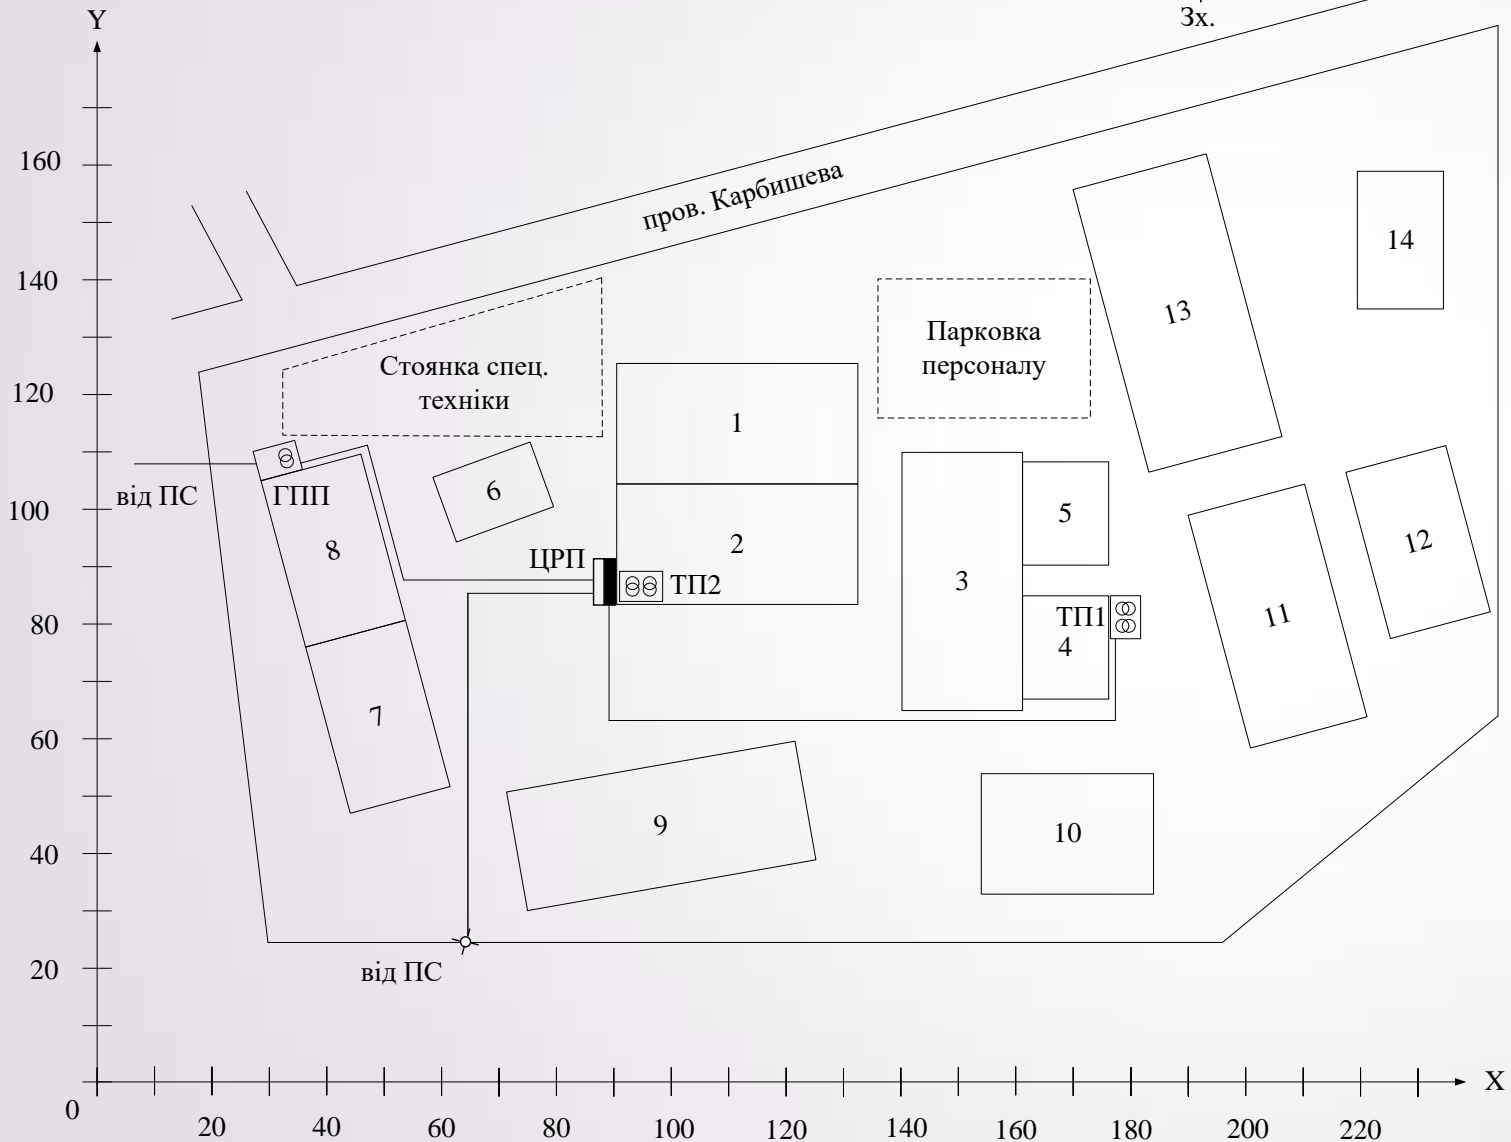 Зх.
Y
160
140
120
100
80
60
40
20
0
20
40
60
80
100
120
140
160
180
200
220
X
пров. Карбишева
14
13
Парковка
персоналу
Стоянка спец.
техніки
1
від ПС
ГПП
6
5
8
2
12
ЦРП
ТП2
3
ТП1
11
4
7
9
10
від ПС